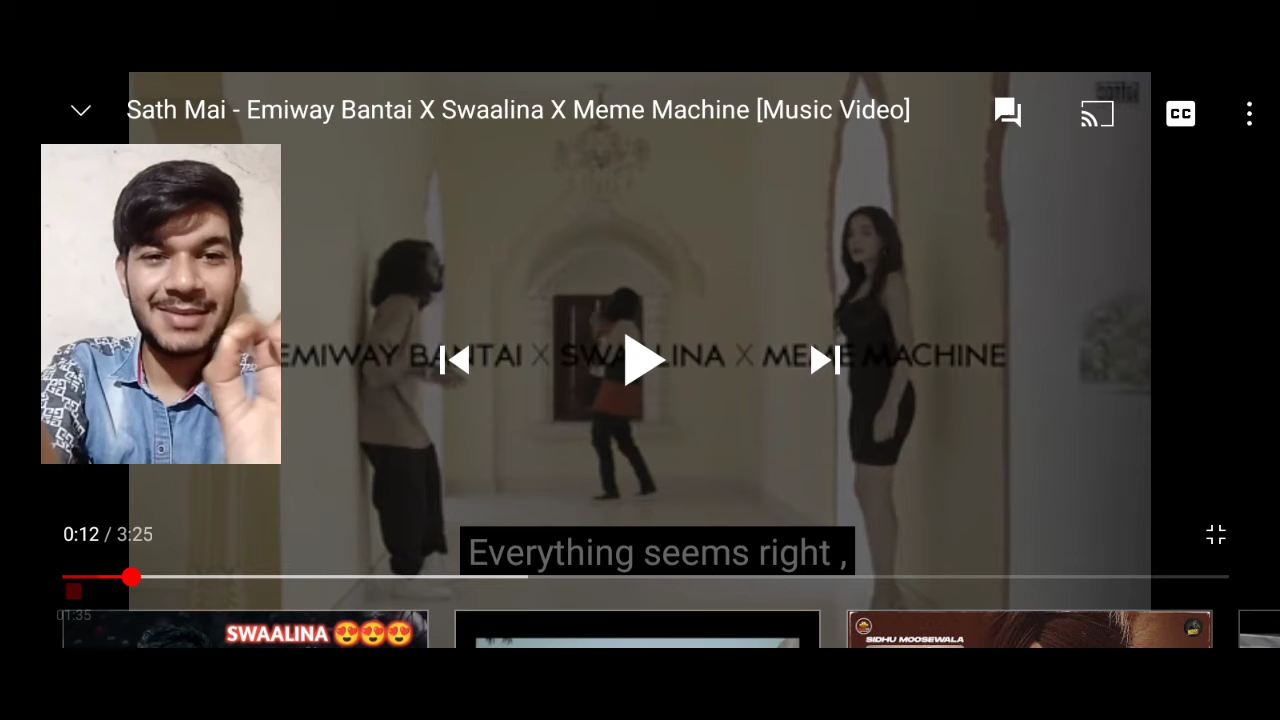 Sath Mai - Emiway Bantai X Swaalina X Meme Machine [Music Video]
CC
EMIWAY BANTAI X SWAALINA X MEME MACHINE
0:12 / 3:25
Everything seems right ,
01:35
SWAALINA 😍😍😍
SIDHU MOOSEWALA